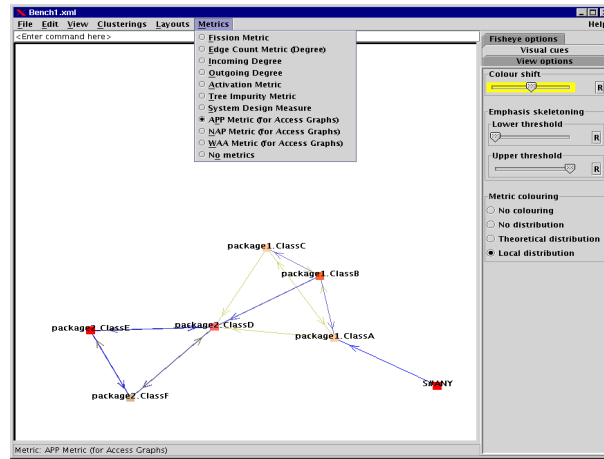 Bench1.xml
File Edit View Clusterings Layouts Metrics Help
<Enter command here>
Fission Metric
Edge Count Metric (Degree)
Incoming Degree
Outgoing Degree
Activation Metric
Tree Impurity Metric
System Design Measure
APP Metric (for Access Graphs)
NAP Metric (for Access Graphs)
WAA Metric (for Access Graphs)
No metrics
Fisheye options
Visual cues
View options
Colour shift
R
Emphasis skeletoning
Lower threshold
R
Upper threshold
R
Metric colouring
No colouring
No distribution
Theoretical distribution
Local distribution
package1.ClassC
package1.ClassB
package2.ClassE
package2.ClassD
package1.ClassA
S#ANY
package2.ClassF
Metric: APP Metric (for Access Graphs)